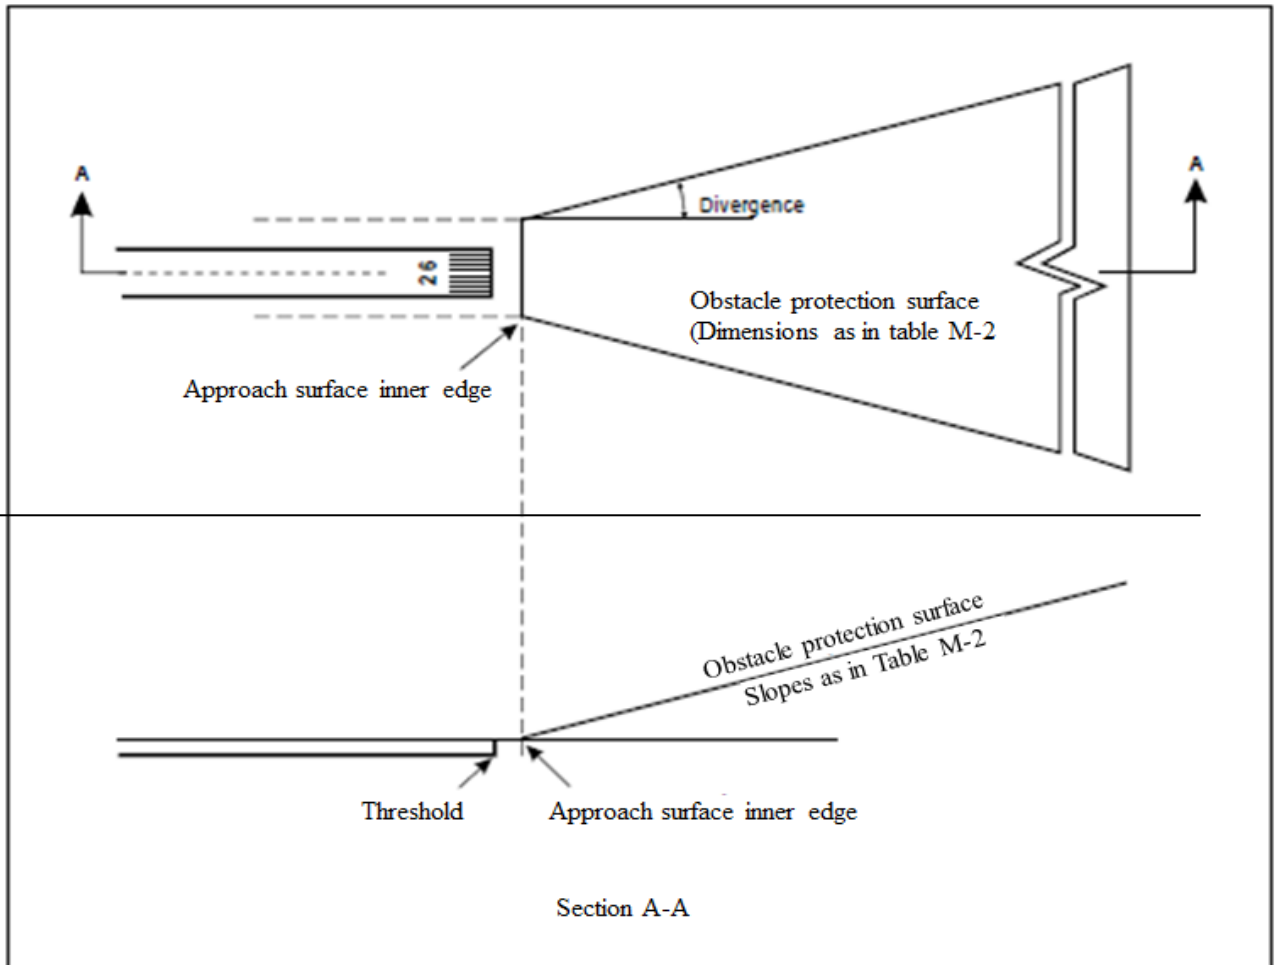 A
A
Divergence
26
Obstacle protection surface
(Dimensions as in table M-2
Approach surface inner edge
Obstacle protection surface
Slopes as in Table M-2
Threshold
Approach surface inner edge
Section A-A